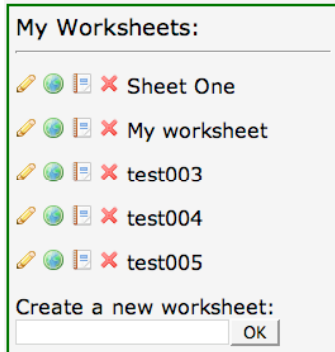 My Worksheets:
Sheet One
My worksheet
test003
test004
test005
Create a new worksheet:
OK